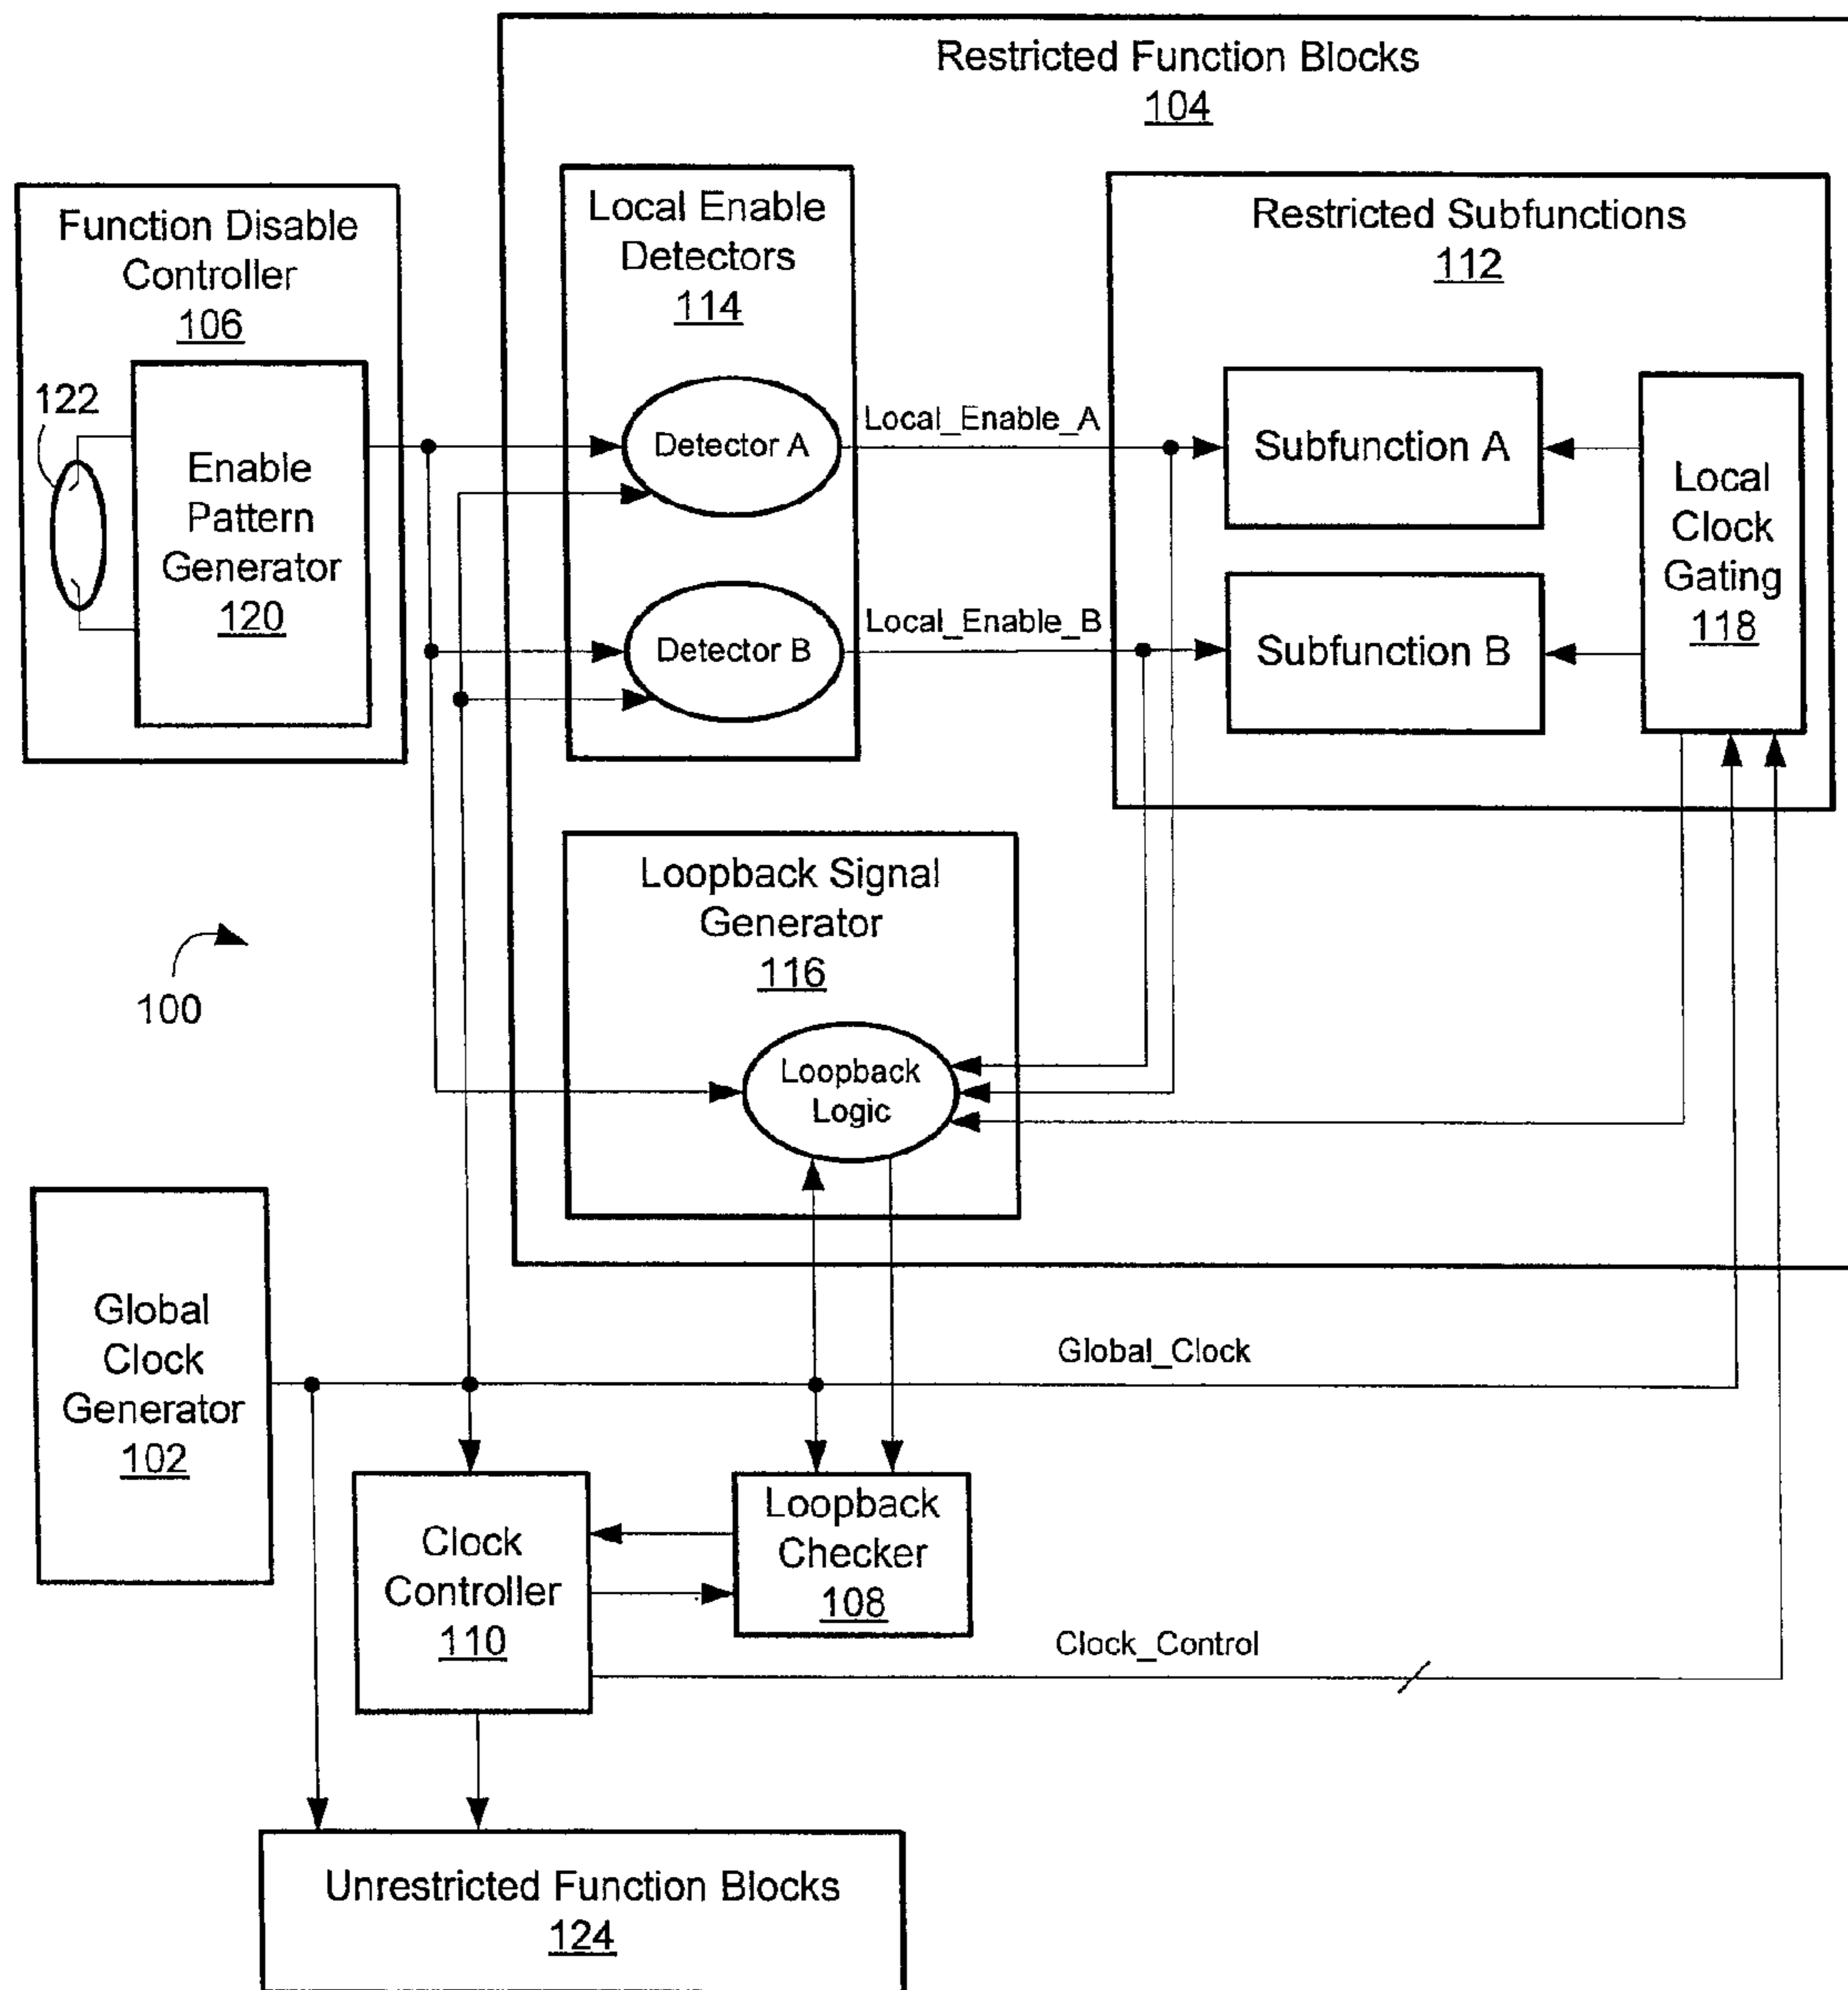 Restricted Function Blocks
104
Function Disable
Controller
106
122
Enable
Pattern
Generator
120
Local Enable
Detectors
114
Detector A
Detector B
Local_Enable_A
Local_Enable_B
Restricted Subfunctions
112
Subfunction A
Subfunction B
Local
Clock
Gating
118
Loopback Signal
Generator
116
Loopback
Logic
100
Global
Clock
Generator
102
Global_Clock
Clock
Controller
110
Loopback
Checker
108
Clock_Control
Unrestricted Function Blocks
124